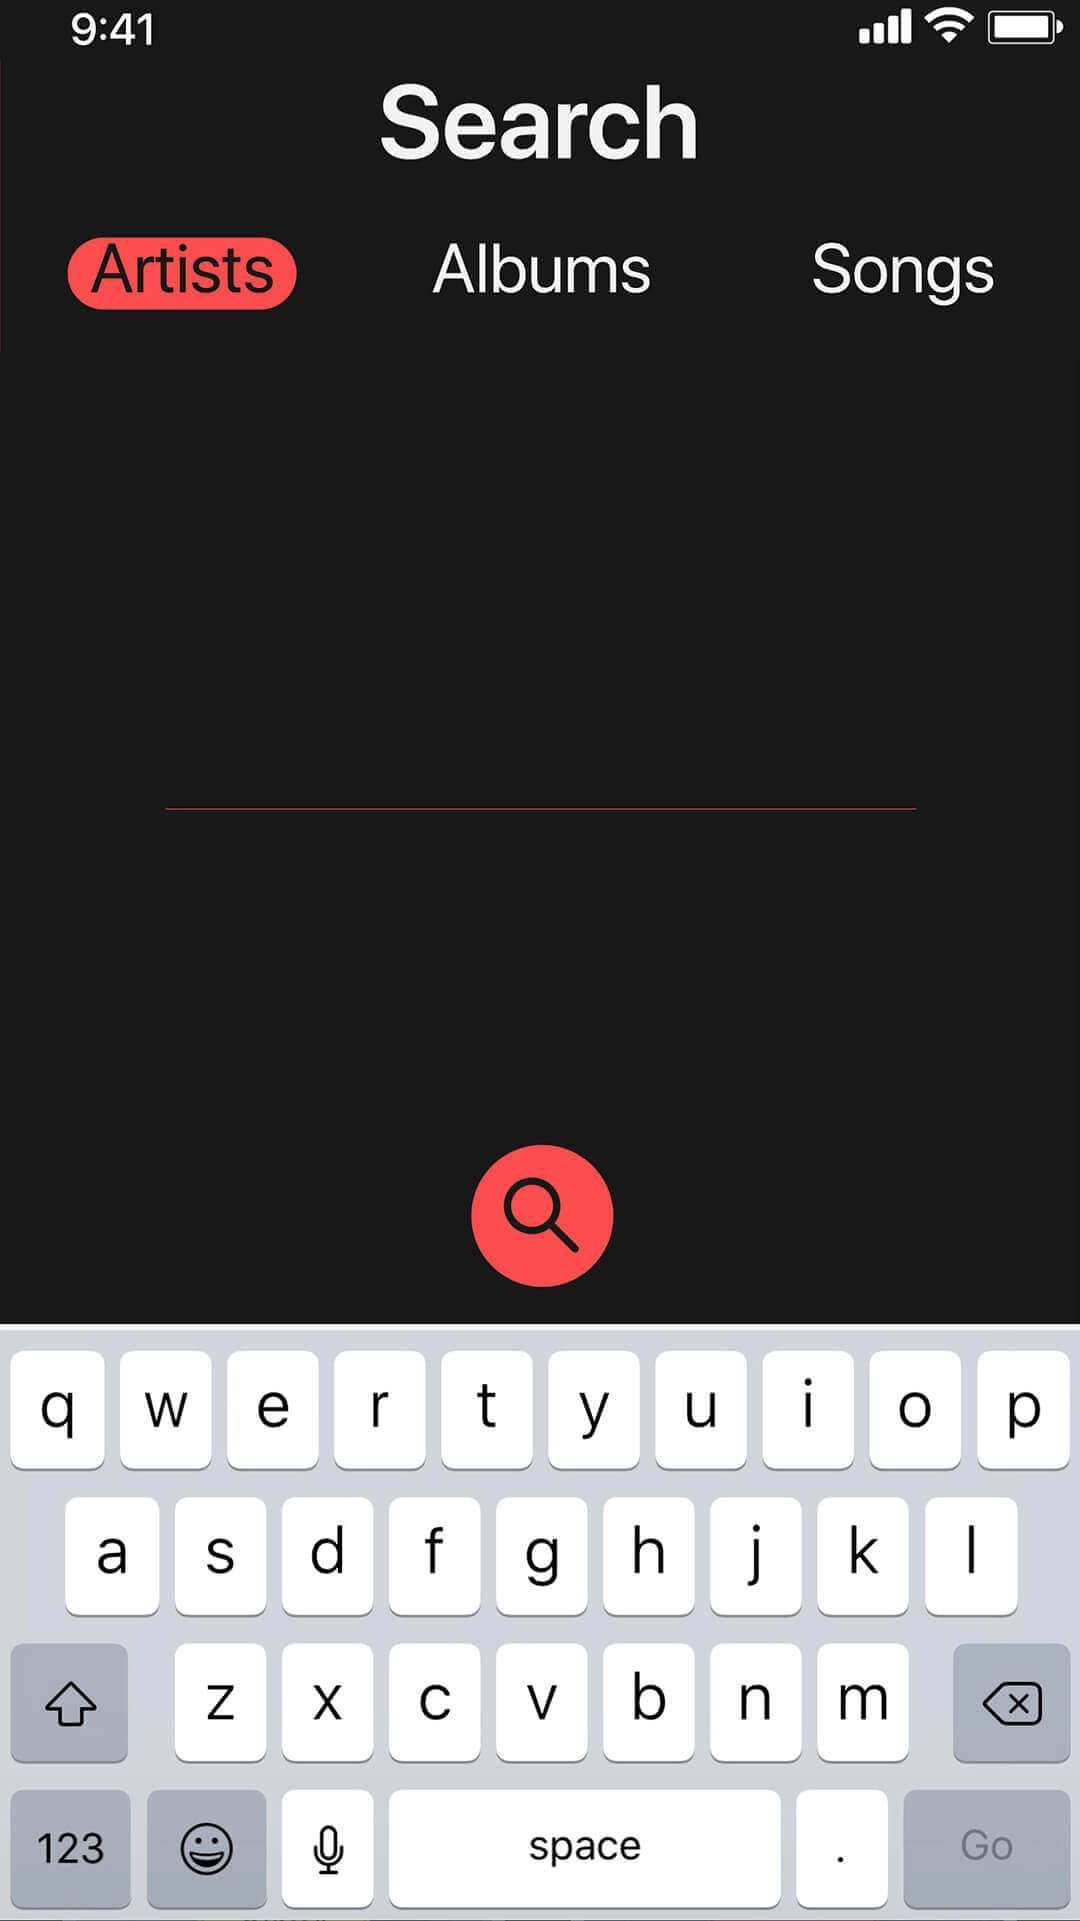 9:41
Search
Artists Albums Songs
q w e r t y u i o p
a s d f g h j k l
z x c v b n m
123 space . Go